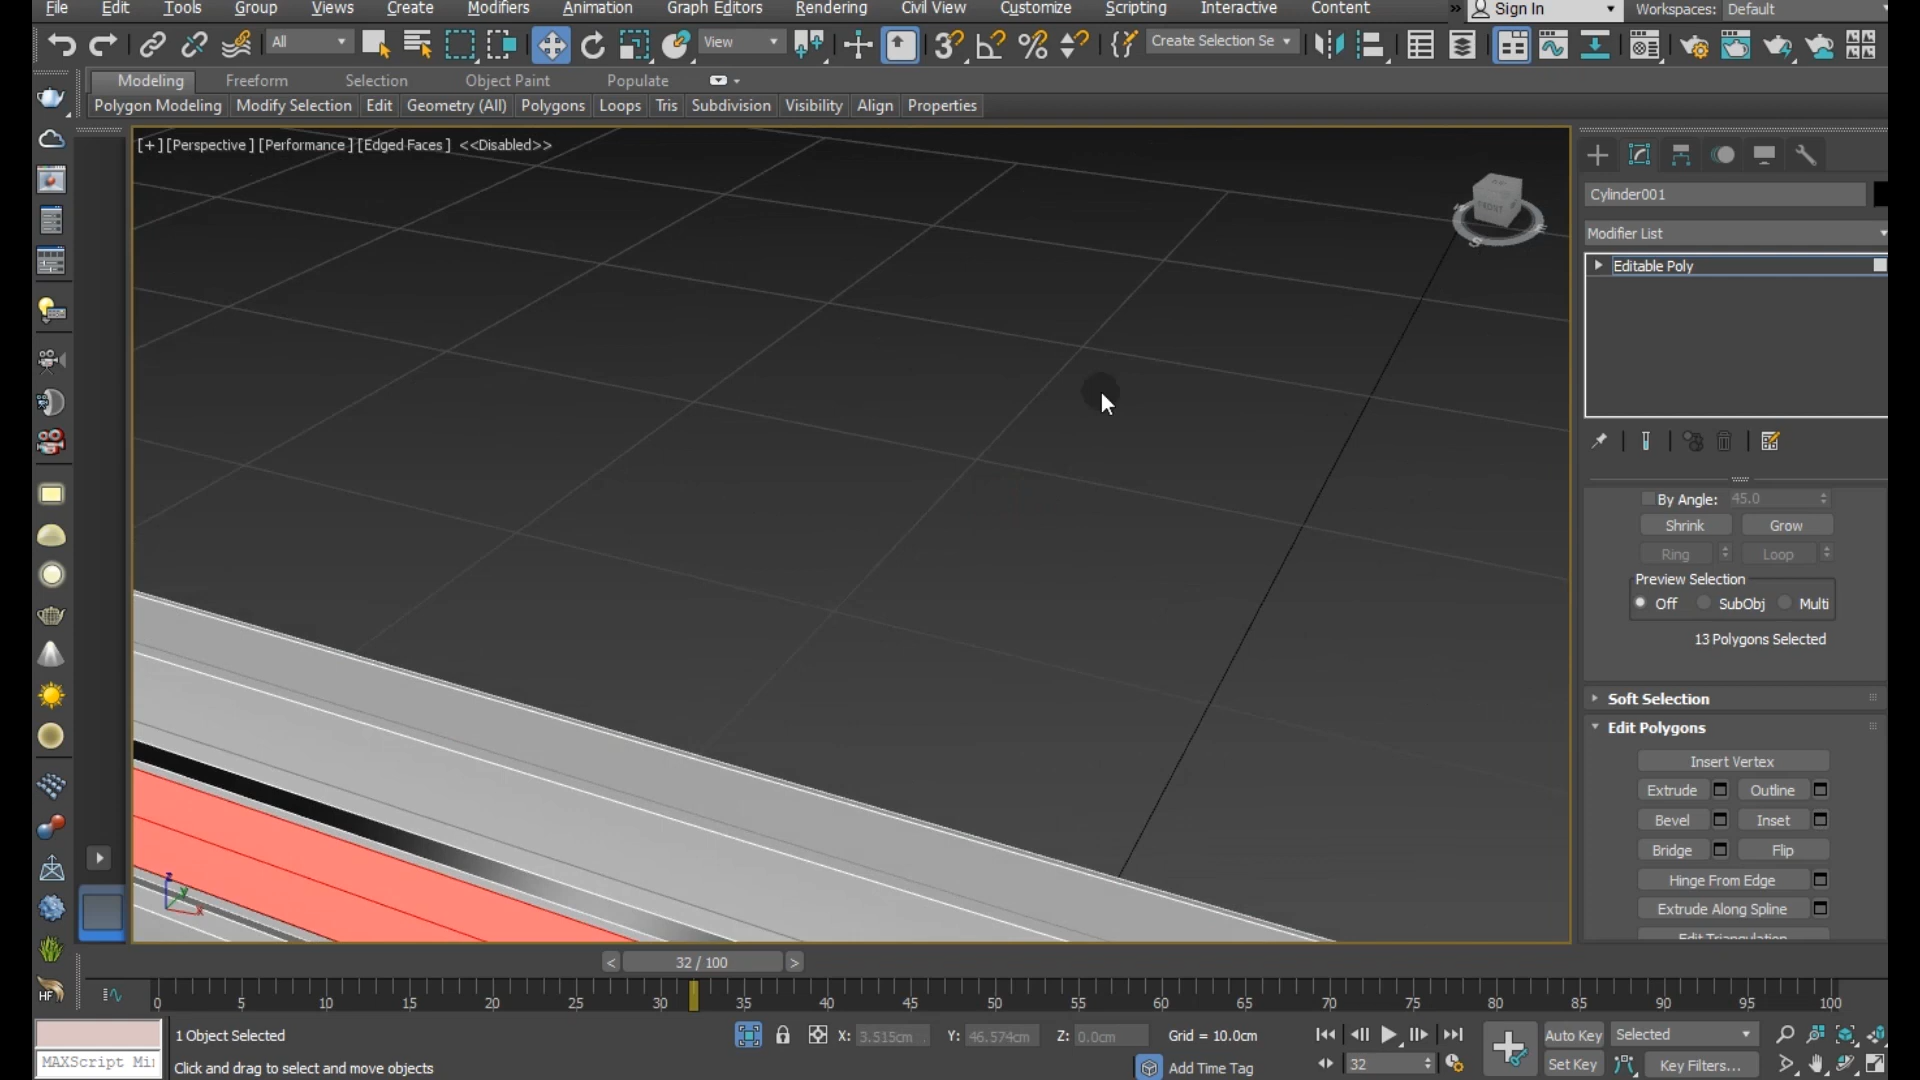 File Edit Tools Group Views Create Modifiers Animation Graph Editors Rendering Civil View Customize Scripting Interactive Content » Sign In Workspaces: Default
All View Create Selection Se
Modeling Freeform Selection Object Paint Populate
Polygon Modeling Modify Selection Edit Geometry (All) Polygons Loops Tris Subdivision Visibility Align Properties
[+] [Perspective] [Performance] [Edged Faces] <<Disabled>>
FRONT
S
E
Cylinder001
Modifier List
Editable Poly
By Angle: 45.0
Shrink Grow
Ring Loop
Preview Selection
Off SubObj Multi
13 Polygons Selected
Soft Selection
Edit Polygons
Insert Vertex
Extrude Outline
Bevel Inset
Bridge Flip
Hinge From Edge
Extrude Along Spline
Edit Triangulation
z
y
x
HF
< 32 / 100 >
0 5 10 15 20 25 30 35 40 45 50 55 60 65 70 75 80 85 90 95 100
1 Object Selected X: 3.515cm Y: 46.574cm Z: 0.0cm Grid = 10.0cm Auto Key Selected
MAXScript Mi Click and drag to select and move objects Add Time Tag 32 Set Key Key Filters...